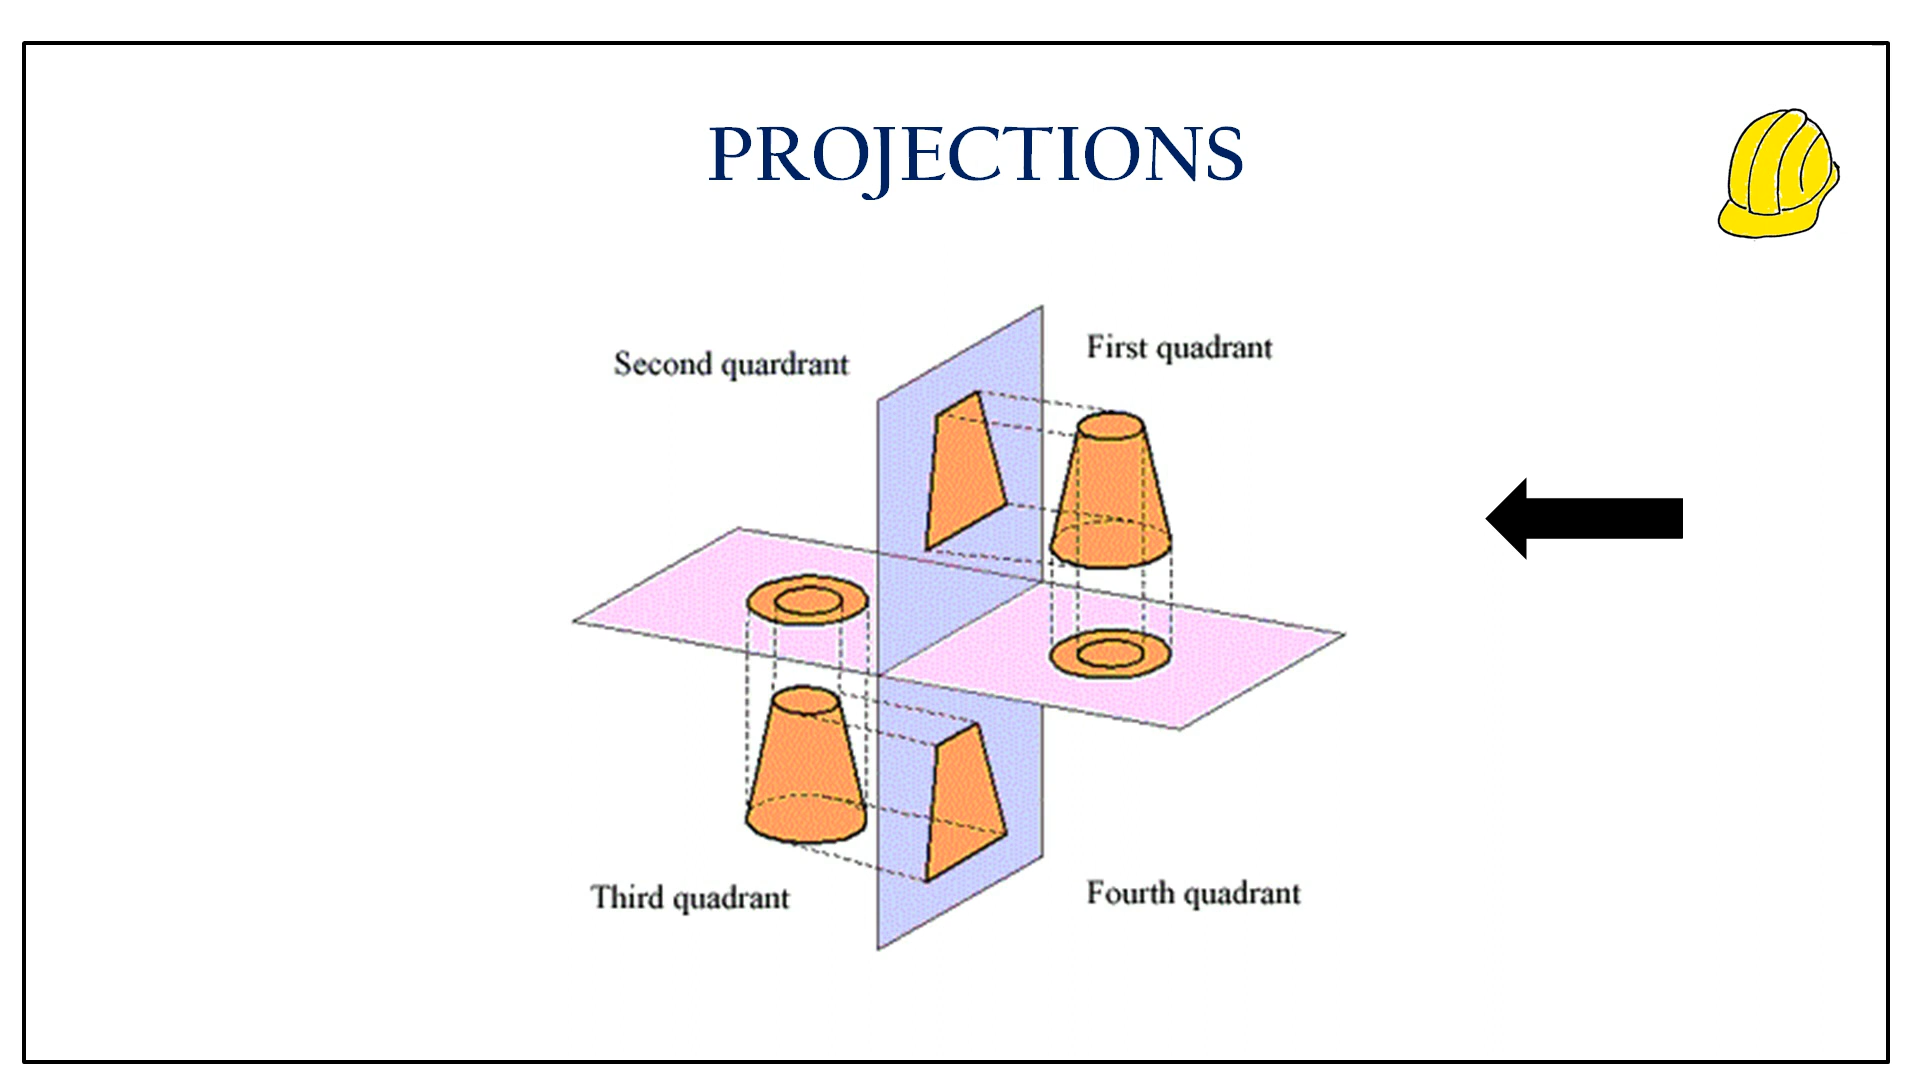 PROJECTIONS
Second quardrant
First quadrant
Third quadrant
Fourth quadrant